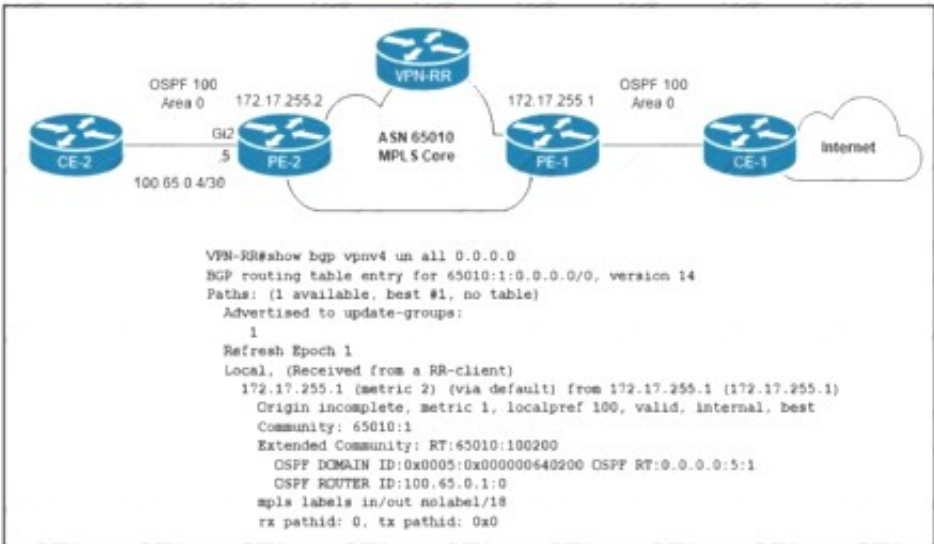 VPN-RR
OSPF 100
Area 0
172.17.255.2
172.17.255.1
OSPF 100
Area 0
Gi2
.5
CE-2
PE-2
ASN 65010
MPLS Core
PE-1
CE-1
Internet
100.65.0.4/30
VPN-RR#show bgp vpnv4 un all 0.0.0.0
BGP routing table entry for 65010:1:0.0.0.0/0, version 14
Paths: (1 available, best #1, no table)
Advertised to update-groups:
1
Refresh Epoch 1
Local, (Received from a RR-client)
172.17.255.1 (metric 2) (via default) from 172.17.255.1 (172.17.255.1)
Origin incomplete, metric 1, localpref 100, valid, internal, best
Community: 65010:1
Extended Community: RT:65010:100200
OSPF DOMAIN ID:0x0005:0x000000640200 OSPF RT:0.0.0.0:5:1
OSPF ROUTER ID:100.65.0.1:0
mpls labels in/out nolabel/18
rx pathid: 0, tx pathid: 0x0